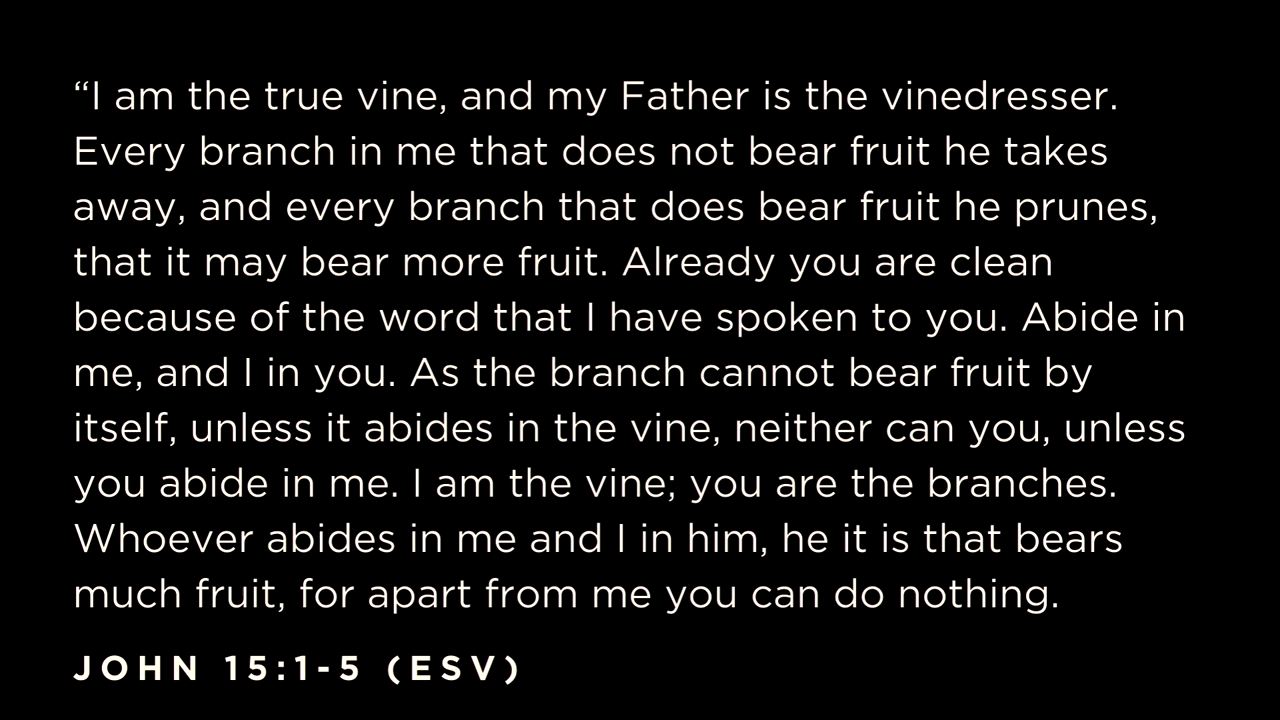 “I am the true vine, and my Father is the vinedresser.
Every branch in me that does not bear fruit he takes
away, and every branch that does bear fruit he prunes,
that it may bear more fruit. Already you are clean
because of the word that I have spoken to you. Abide in
me, and I in you. As the branch cannot bear fruit by
itself, unless it abides in the vine, neither can you, unless
you abide in me. I am the vine; you are the branches.
Whoever abides in me and I in him, he it is that bears
much fruit, for apart from me you can do nothing.
JOHN 15:1-5 (ESV)